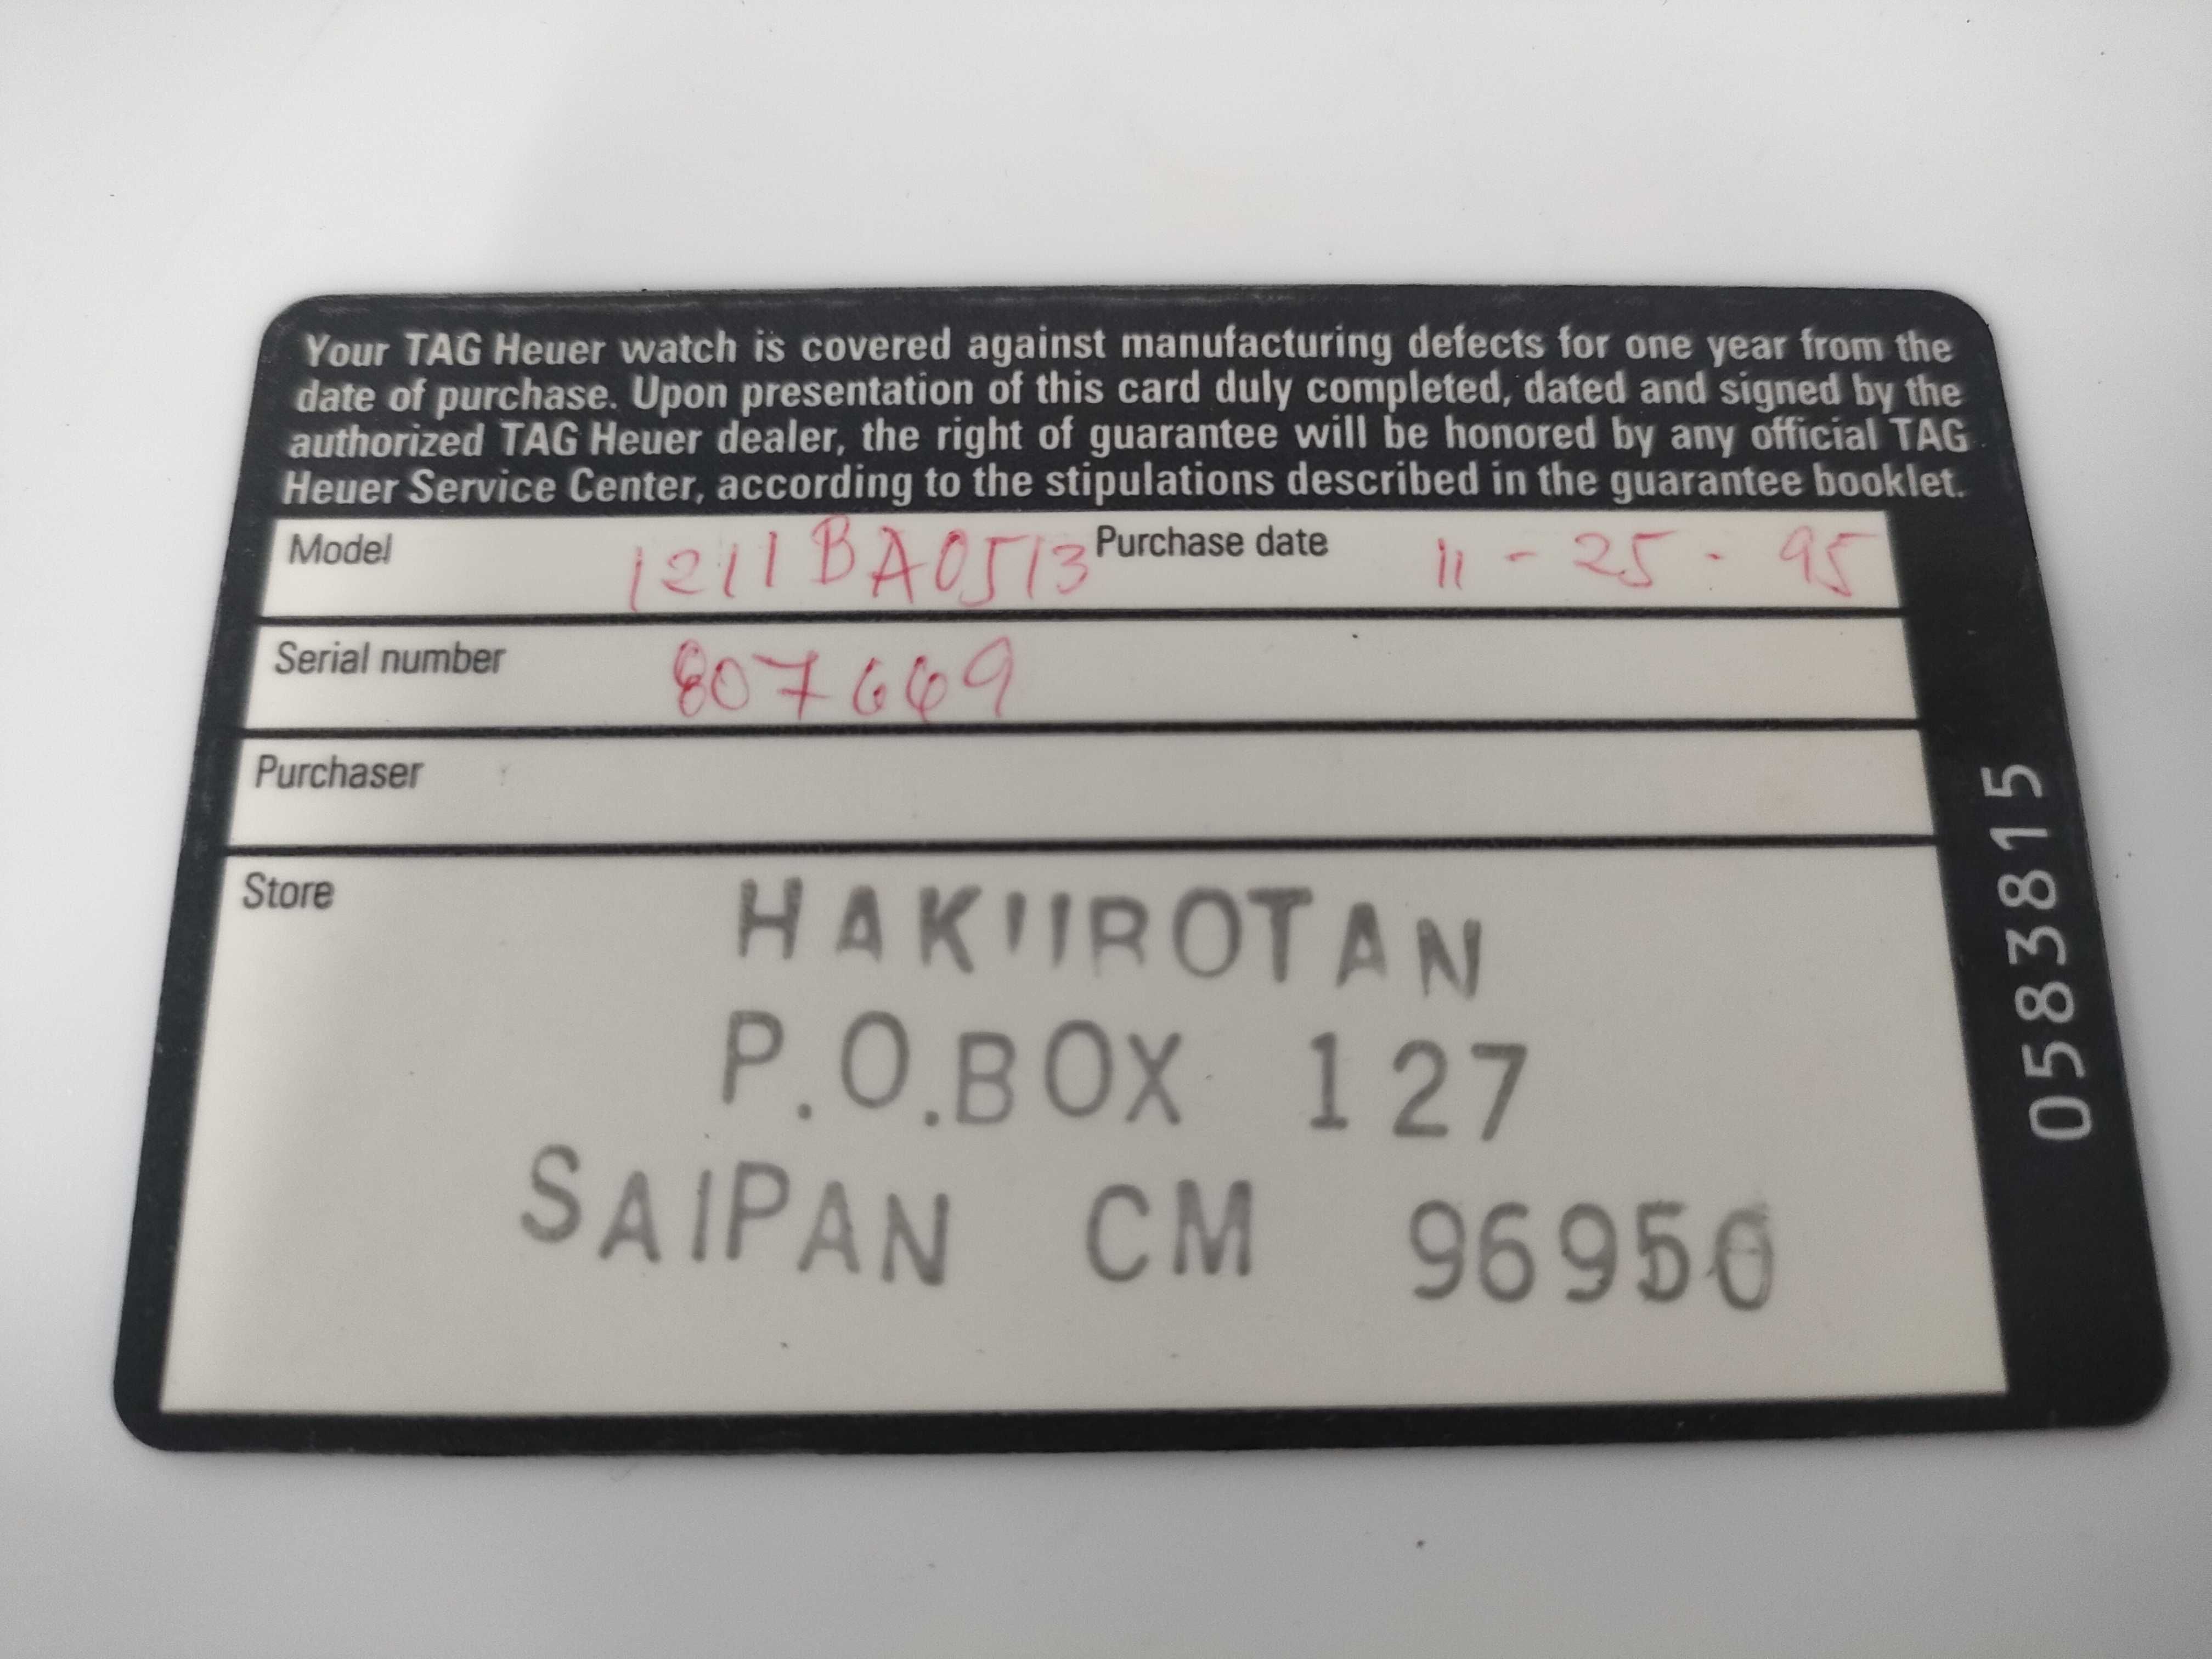 Your TAG Heuer watch is covered against manufacturing defects for one year from the
date of purchase. Upon presentation of this card duly completed, dated and signed by the
authorized TAG Heuer dealer, the right of guarantee will be honored by any official TAG
Heuer Service Center, according to the stipulations described in the guarantee booklet.
Model 1211BA0513 Purchase date 11-25-95
Serial number 807669
Purchaser
Store
P.O.BOX 127
SAIPAN CM 96950
0583815